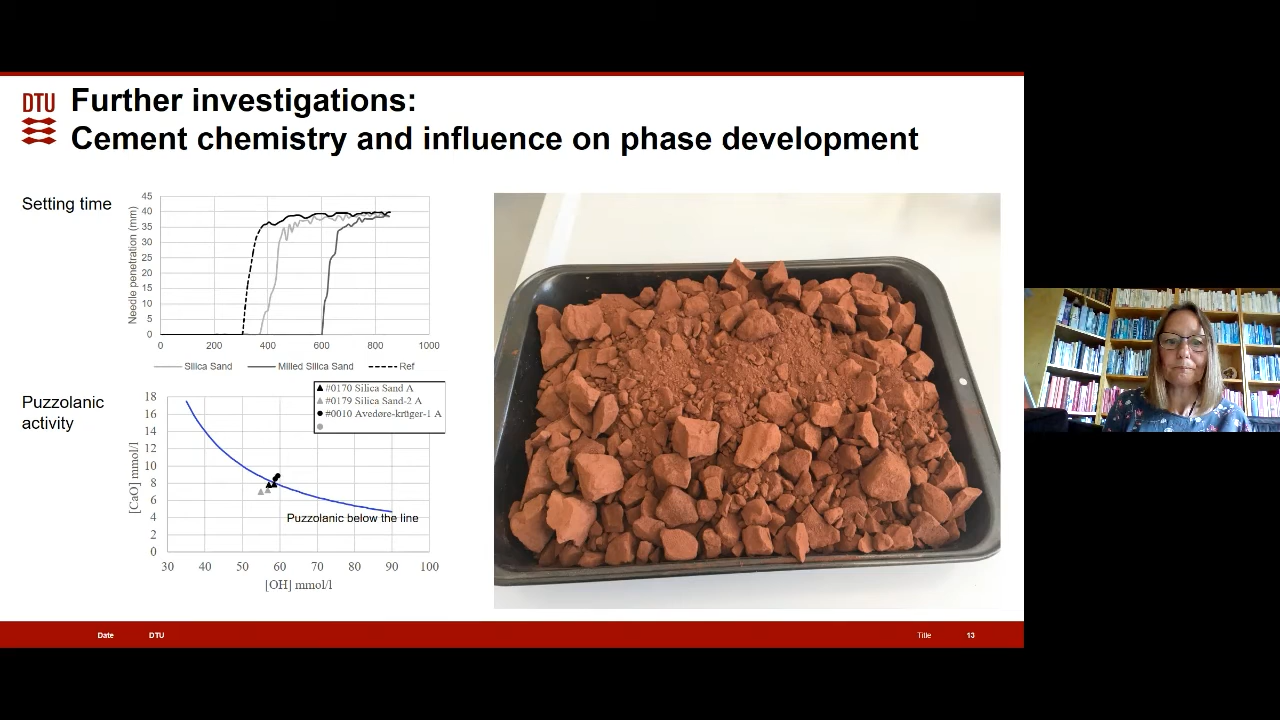 DTU
Further investigations:
Cement chemistry and influence on phase development
Setting time
Needle penetration (mm)
45
40
35
30
25
20
15
10
5
0
0
200
400
600
800
1000
Silica Sand
Milled Silica Sand
Ref
Puzzolanic
activity
[CaO] mmol/l
18
16
14
12
10
8
6
4
2
0
#0170 Silica Sand A
#0179 Silica Sand-2 A
#0010 Avedøre-krüger-1 A
Puzzolanic below the line
30
40
50
60
70
80
90
100
[OH] mmol/l
Date
DTU
Title
13